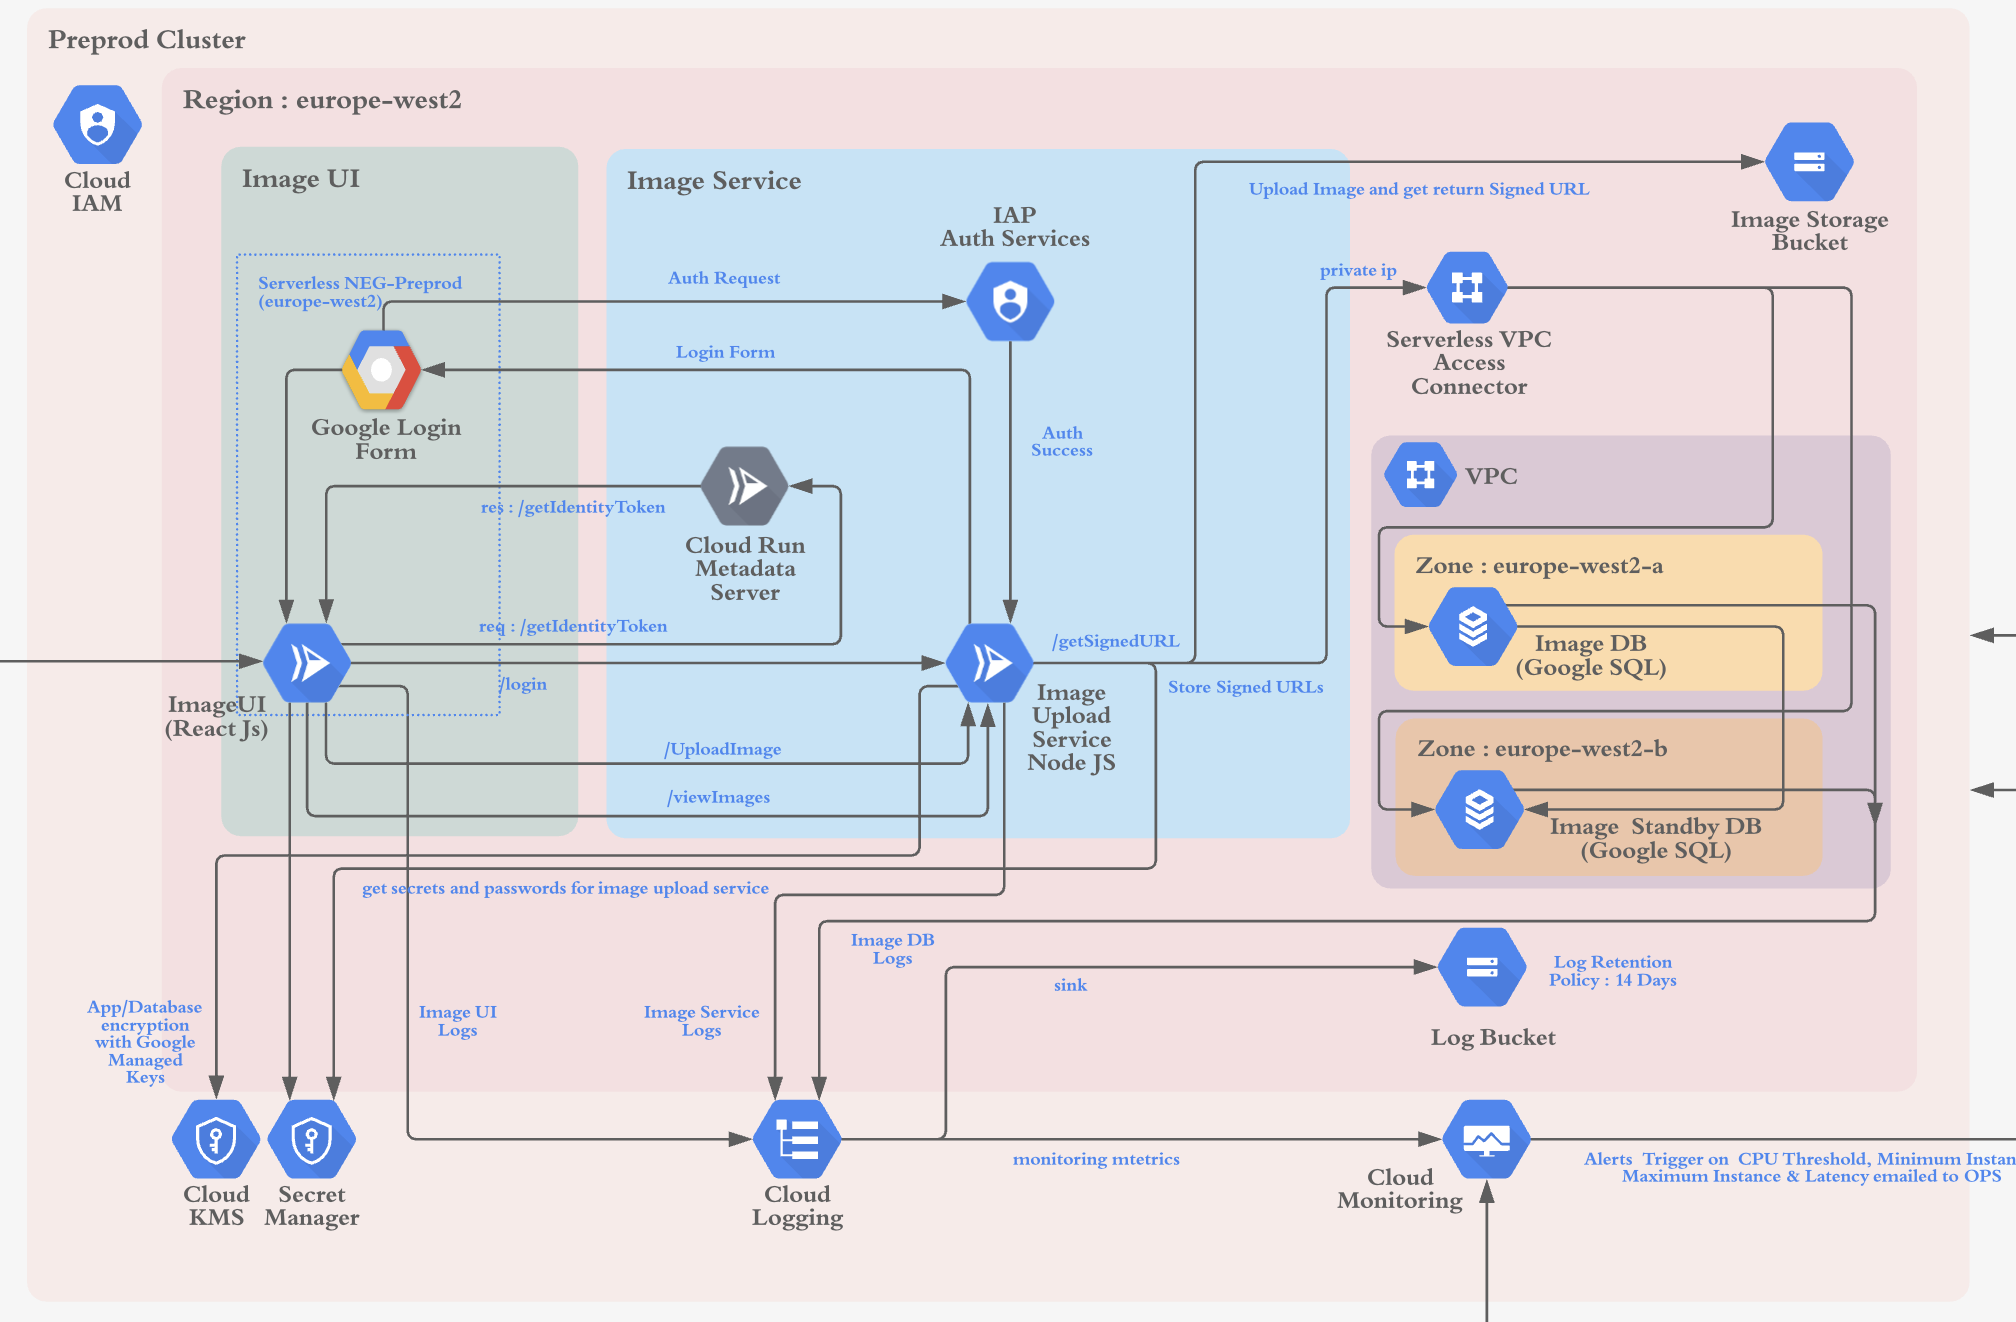 Preprod Cluster
Cloud
IAM
Region : europe-west2
Image UI
Serverless NEG-Preprod
(europe-west2)
Google Login
Form
ImageUI
(React Js)
Image Service
IAP
Auth Services
Auth Request
Login Form
Auth
Success
res : /getIdentityToken
Cloud Run
Metadata
Server
req : /getIdentityToken
/login
/UploadImage
/viewImages
/getSignedURL
Store Signed URLs
Image
Upload
Service
Node JS
Upload Image and get return Signed URL
Image Storage
Bucket
private ip
Serverless VPC
Access
Connector
VPC
Zone : europe-west2-a
Image DB
(Google SQL)
Zone : europe-west2-b
Image Standby DB
(Google SQL)
get secrets and passwords for image upload service
Image DB
Logs
sink
Log Retention
Policy : 14 Days
Log Bucket
App/Database
encryption
with Google
Managed
Keys
Image UI
Logs
Image Service
Logs
Cloud
KMS
Secret
Manager
Cloud
Logging
monitoring mtetrics
Cloud
Monitoring
Alerts Trigger on CPU Threshold, Minimum Instan
Maximum Instance & Latency emailed to OPS